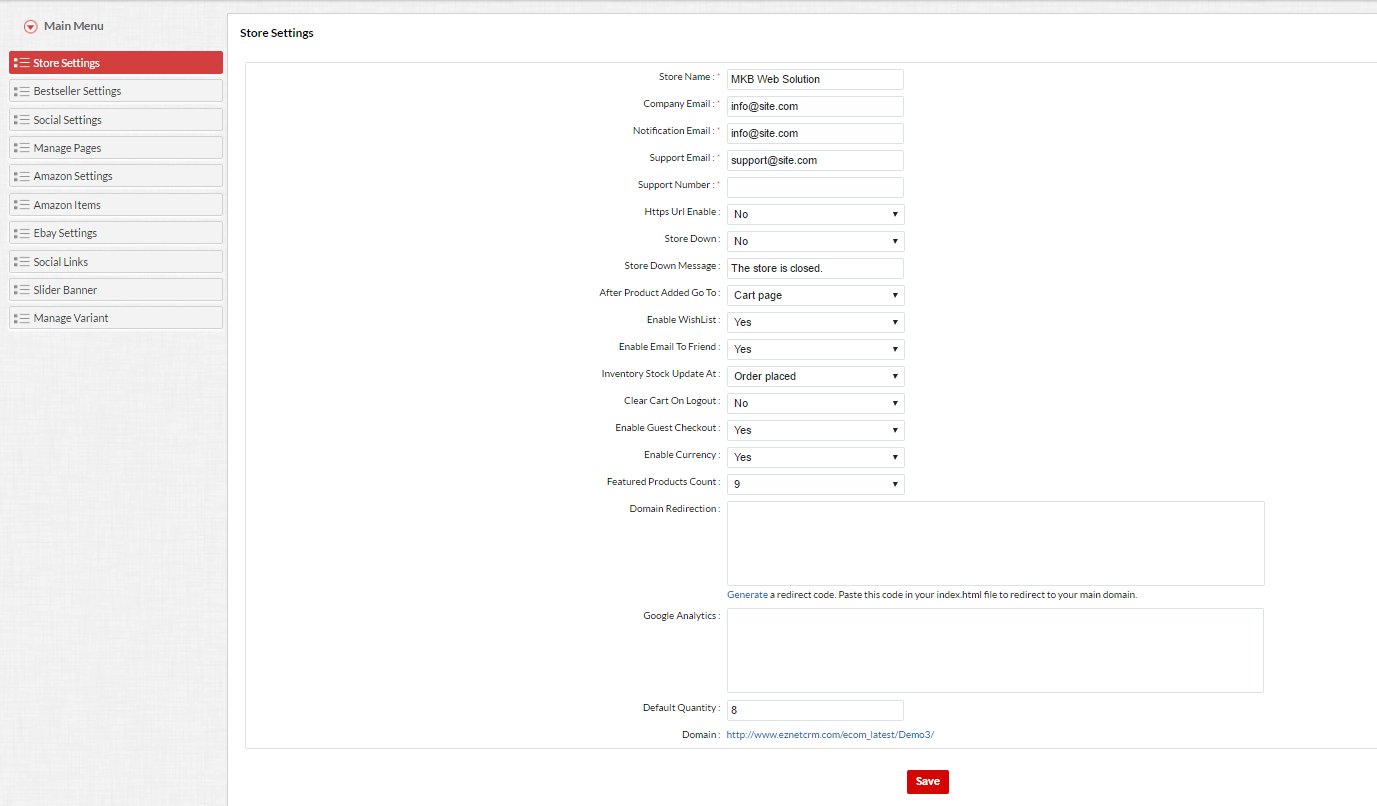 Main Menu
Store Settings
Bestseller Settings
Social Settings
Manage Pages
Amazon Settings
Amazon Items
Ebay Settings
Social Links
Slider Banner
Manage Variant
Store Settings
Store Name : * MKB Web Solution
Company Email : * info@site.com
Notification Email : * info@site.com
Support Email : * support@site.com
Support Number : *
Https Url Enable : No
Store Down : No
Store Down Message : The store is closed.
After Product Added Go To : Cart page
Enable WishList : Yes
Enable Email To Friend : Yes
Inventory Stock Update At : Order placed
Clear Cart On Logout : No
Enable Guest Checkout : Yes
Enable Currency : Yes
Featured Products Count : 9
Domain Redirection :
Generate a redirect code. Paste this code in your index.html file to redirect to your main domain.
Google Analytics :
Default Quantity : 8
Domain : http://www.eznetcrm.com/ecom_latest/Demo3/
Save